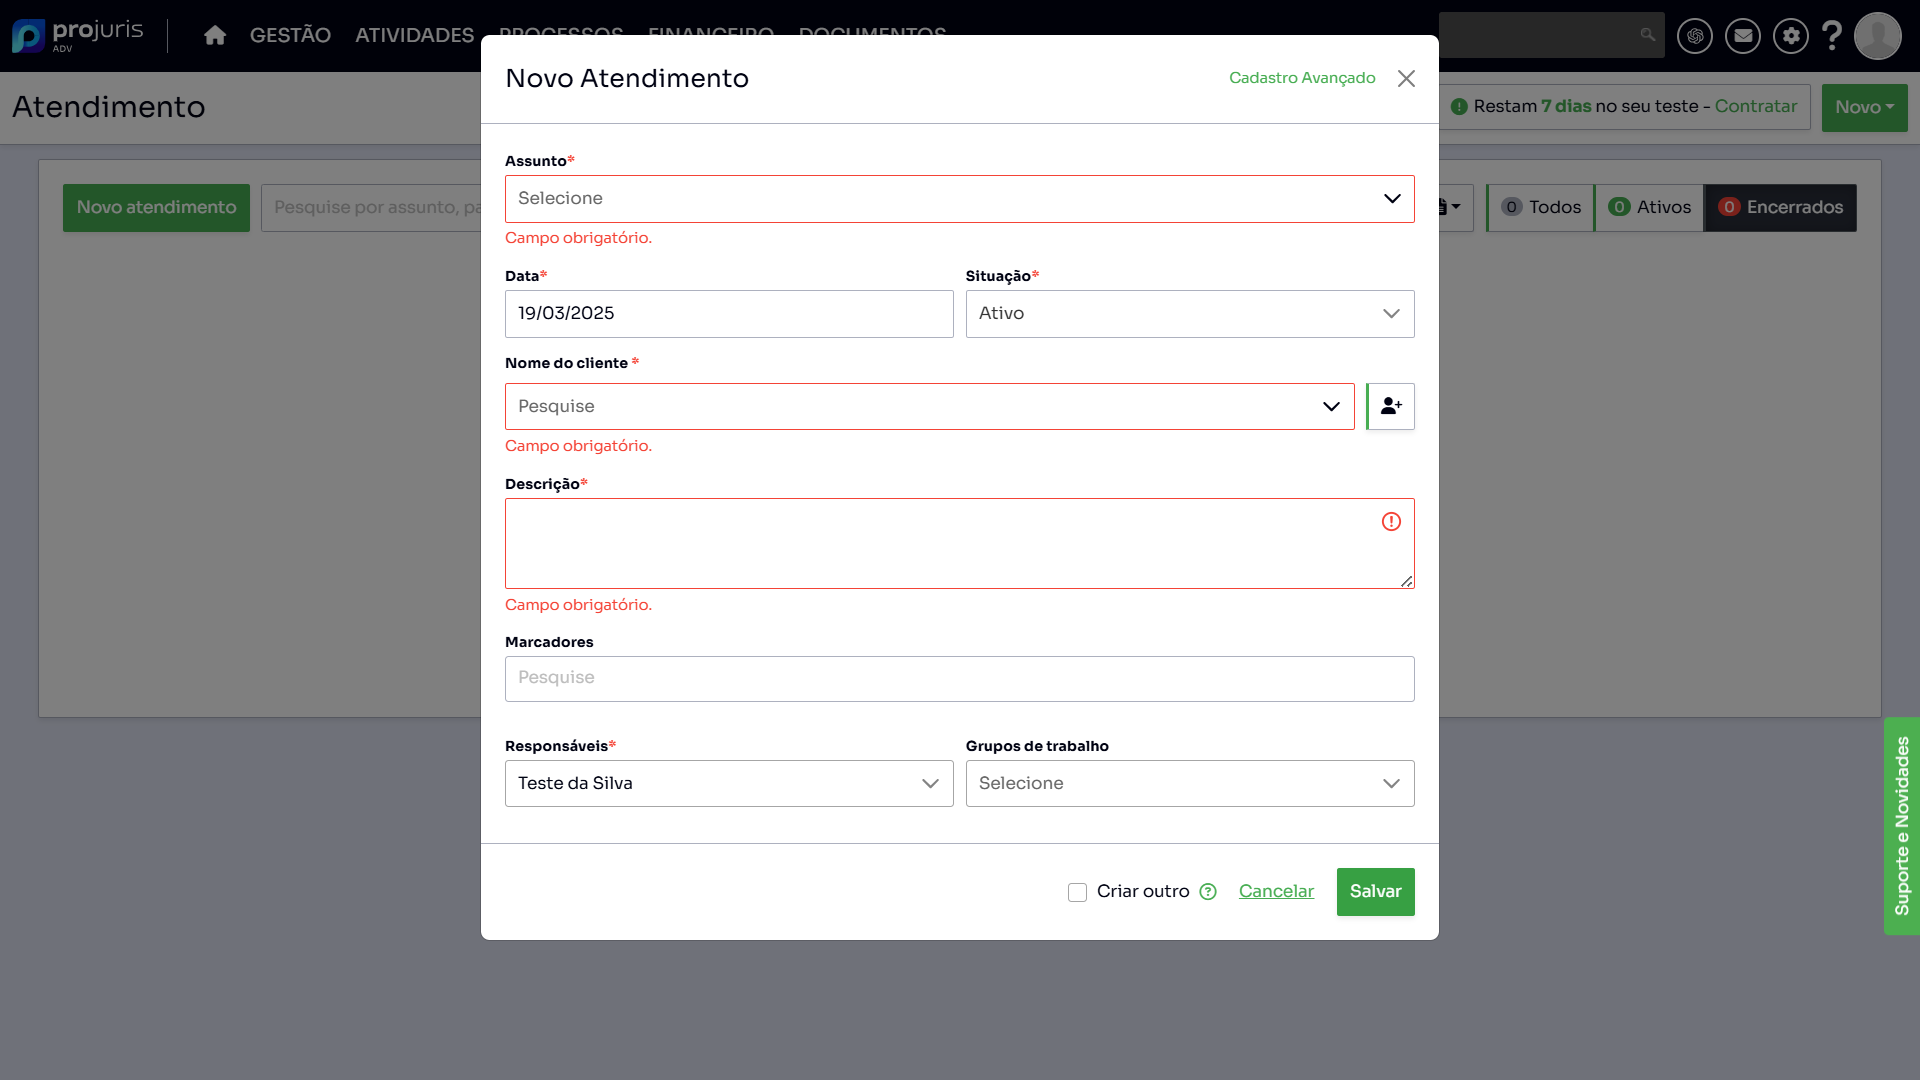 projuris
ADV
GESTÃO
ATIVIDADES
PROCESSOS
FINANCEIRO
DOCUMENTOS
Atendimento
Restam 7 dias no seu teste - Contratar
Novo
Novo atendimento
Pesquise por assunto, pa
0 Todos
0 Ativos
0 Encerrados
Novo Atendimento
Cadastro Avançado
Assunto*
Selecione
Campo obrigatório.
Data*
Situação*
19/03/2025
Ativo
Nome do cliente *
Pesquise
Campo obrigatório.
Descrição*
Campo obrigatório.
Marcadores
Pesquise
Responsáveis*
Grupos de trabalho
Teste da Silva
Selecione
Criar outro
Cancelar
Salvar
Suporte e Novidades